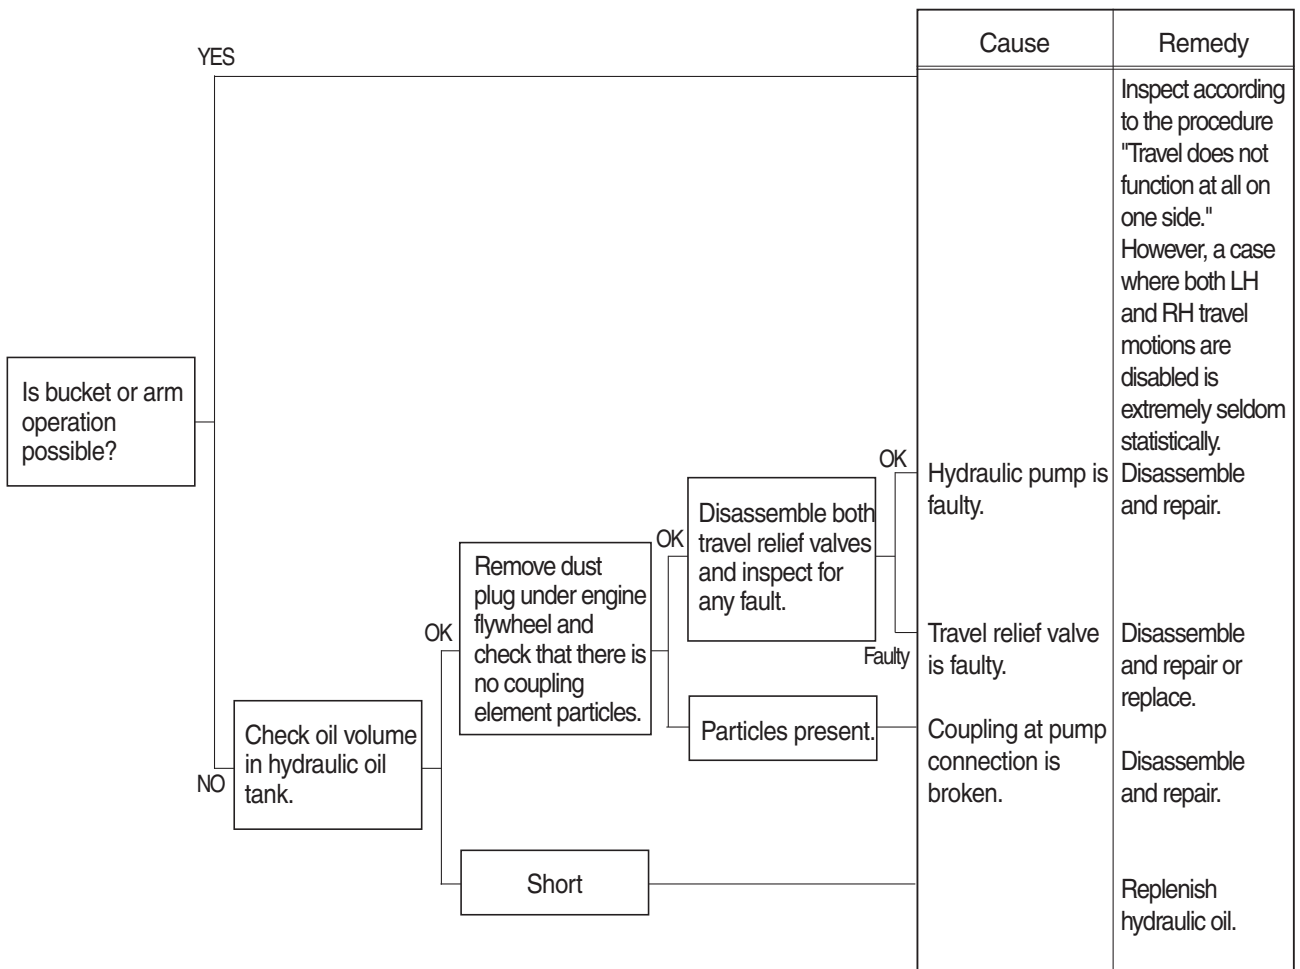 Cause
Remedy
YES
Inspect according
to the procedure
"Travel does not
function at all on
one side."
However, a case
where both LH
and RH travel
motions are
disabled is
extremely seldom
statistically.
Is bucket or arm
operation
possible?
NO
Check oil volume
in hydraulic oil
tank.
OK
Remove dust
plug under engine
flywheel and
check that there is
no coupling
element particles.
OK
Disassemble both
travel relief valves
and inspect for
any fault.
OK
Hydraulic pump is
faulty.
Disassemble
and repair.
Faulty
Travel relief valve
is faulty.
Disassemble
and repair or
replace.
Particles present.
Coupling at pump
connection is
broken.
Disassemble
and repair.
Short
Replenish
hydraulic oil.